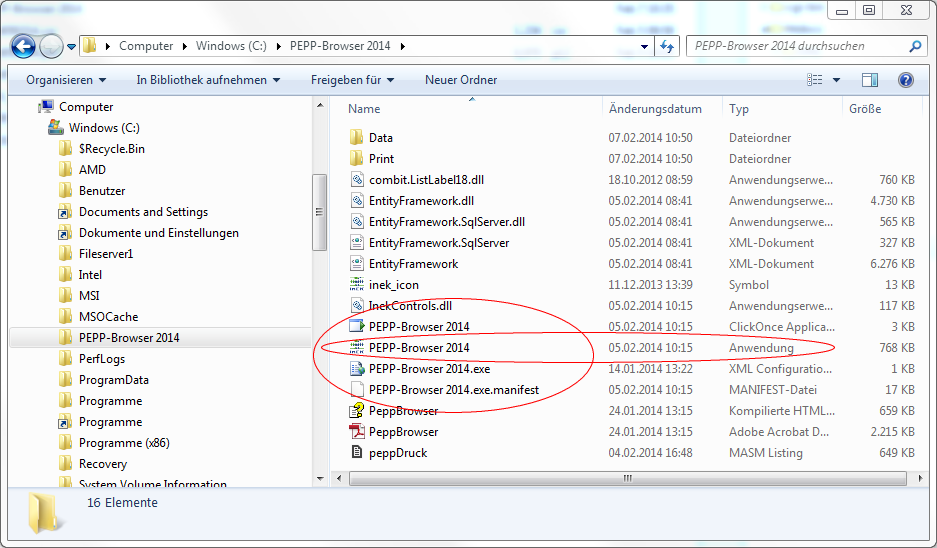 Computer ▸ Windows (C:) ▸ PEPP-Browser 2014 ▸
PEPP-Browser 2014 durchsuchen
Organisieren In Bibliothek aufnehmen Freigeben für Neuer Ordner
Computer
Windows (C:)
$Recycle.Bin
AMD
Benutzer
Documents and Settings
Dokumente und Einstellungen
Fileserver1
Intel
MSI
MSOCache
PEPP-Browser 2014
PerfLogs
ProgramData
Programme
Programme
Programme (x86)
Recovery
System Volume Information
Name Änderungsdatum Typ Größe
Data 07.02.2014 10:50 Dateiordner
Print 07.02.2014 10:50 Dateiordner
combit.ListLabel18.dll 18.10.2012 08:59 Anwendungserwe... 760 KB
EntityFramework.dll 05.02.2014 08:41 Anwendungserwe... 4.730 KB
EntityFramework.SqlServer.dll 05.02.2014 08:41 Anwendungserwe... 565 KB
EntityFramework.SqlServer 05.02.2014 08:41 XML-Dokument 327 KB
EntityFramework 05.02.2014 08:41 XML-Dokument 6.276 KB
inek_icon 11.12.2013 13:39 Symbol 13 KB
InekControls.dll 05.02.2014 10:15 Anwendungserwe... 117 KB
PEPP-Browser 2014 05.02.2014 10:15 ClickOnce Applica... 3 KB
PEPP-Browser 2014 05.02.2014 10:15 Anwendung 768 KB
PEPP-Browser 2014.exe 14.01.2014 13:22 XML Configuratio... 1 KB
PEPP-Browser 2014.exe.manifest 05.02.2014 10:15 MANIFEST-Datei 17 KB
PeppBrowser 24.01.2014 13:15 Kompilierte HTML... 659 KB
PeppBrowser 24.01.2014 13:15 Adobe Acrobat D... 2.215 KB
peppDruck 04.02.2014 16:48 MASM Listing 649 KB
16 Elemente